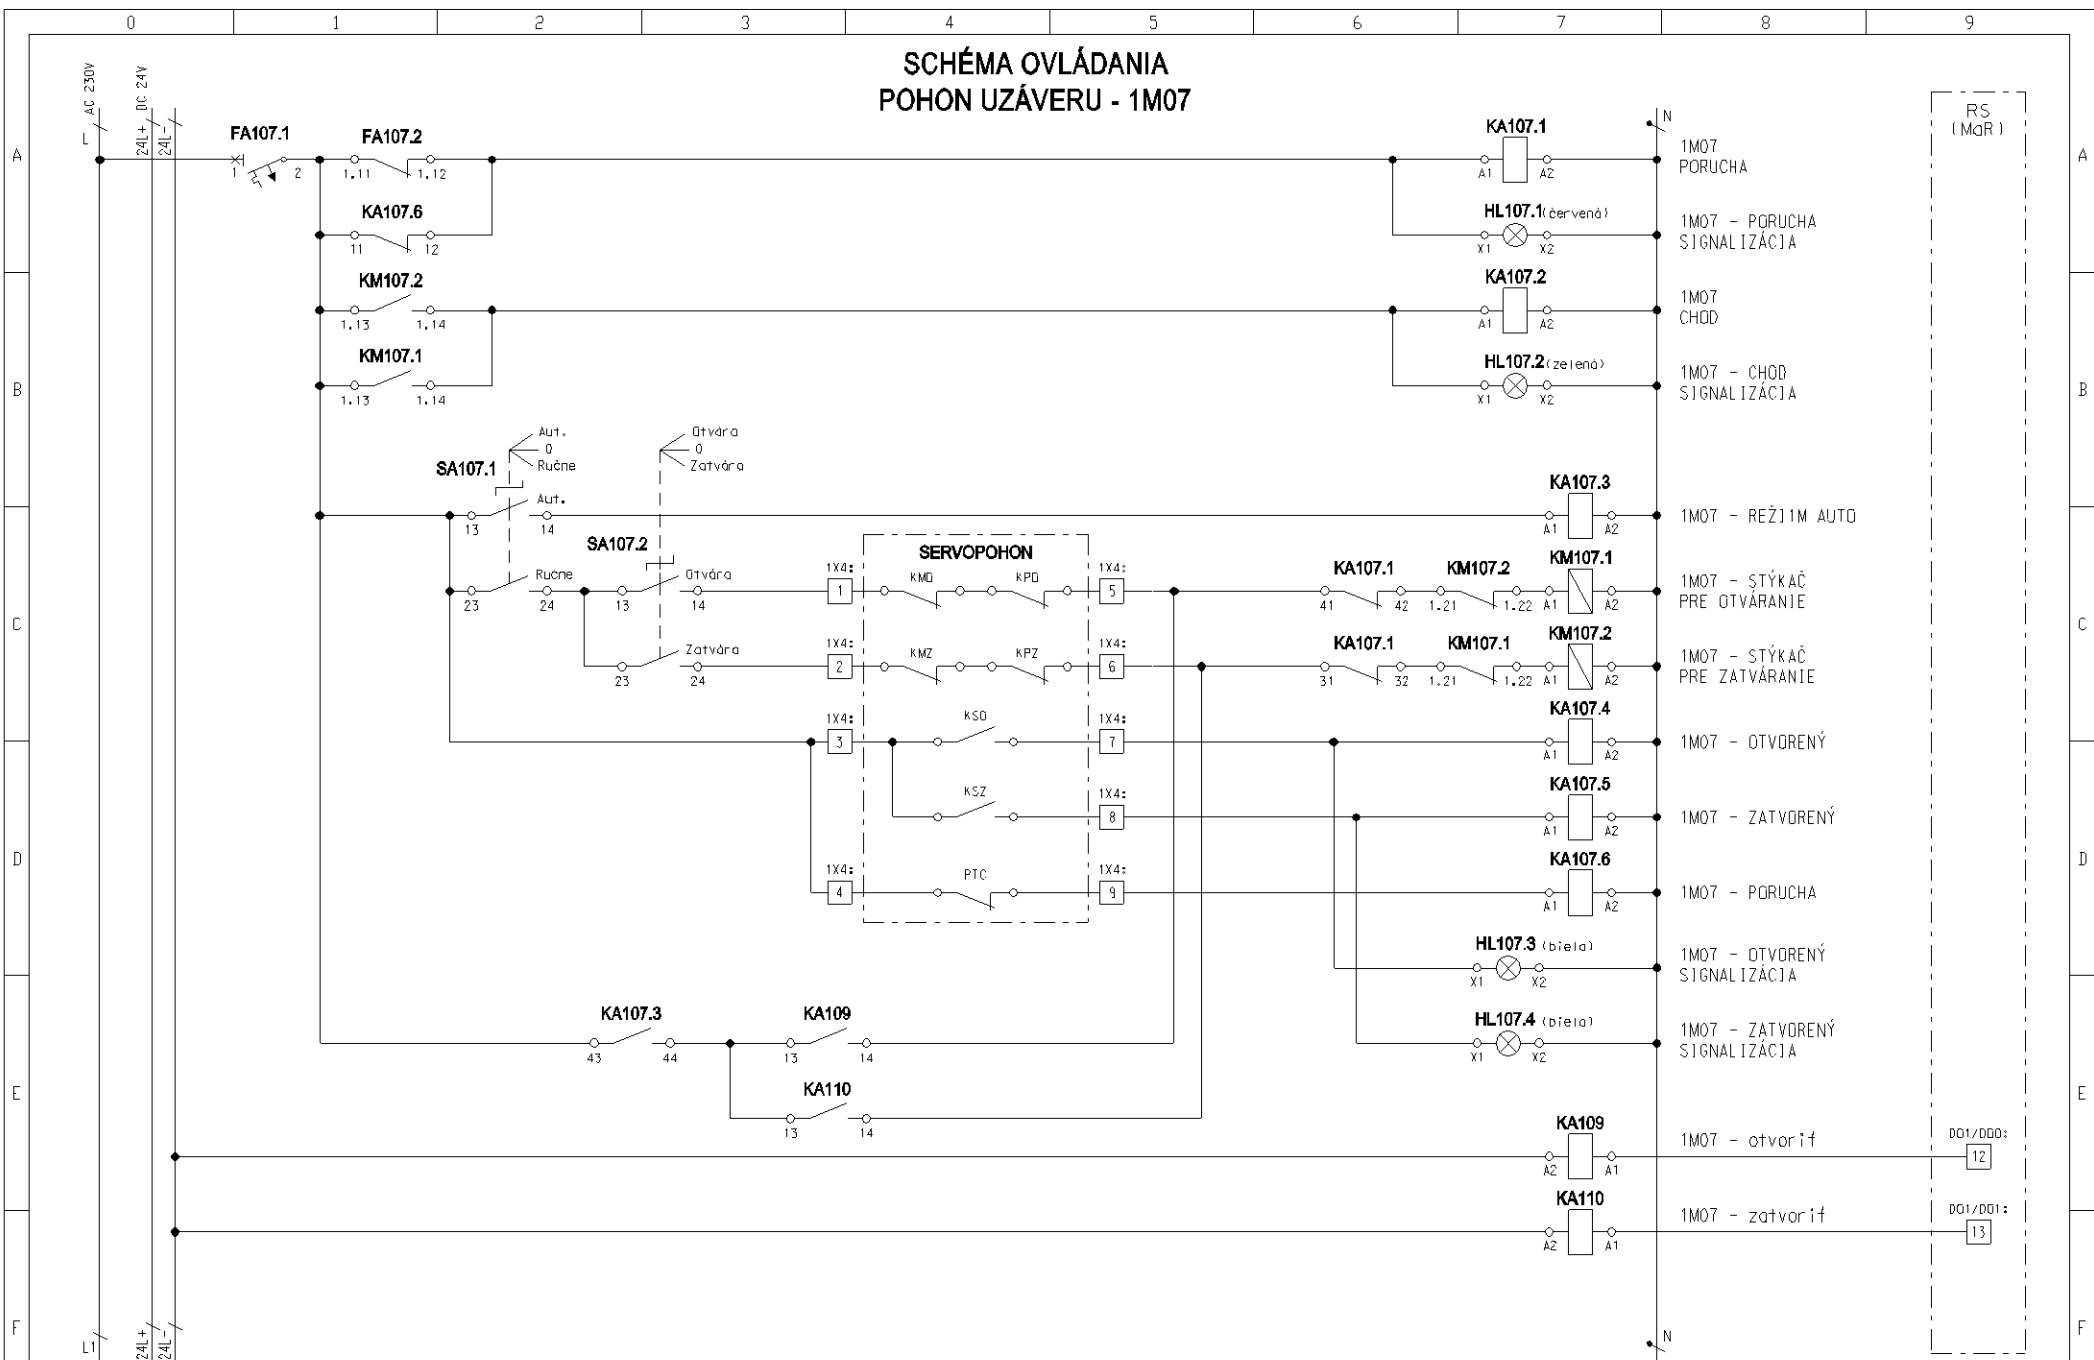 0 1 2 3 4 5 6 7 8 9
SCHÉMA OVLÁDANIA
POHON UZÁVERU - 1M07
AC 230V
L
24L+ DC 24V
24L-
N
RS
(MaR)
A
A
FA107.1
1 2
FA107.2
1.11 1.12
KA107.1
A1 A2
1M07
PORUCHA
KA107.6
11 12
HL107.1 (červená)
X1 X2
1M07 - PORUCHA
SIGNALIZÁCIA
KM107.2
1.13 1.14
KA107.2
A1 A2
1M07
CHOD
B
B
KM107.1
1.13 1.14
HL107.2 (zelená)
X1 X2
1M07 - CHOD
SIGNALIZÁCIA
Aut.
0
Ručne
Otvára
0
Zatvára
SA107.1
Aut.
13 14
KA107.3
A1 A2
1M07 - REŽI1M AUTO
SA107.2
SERVOPOHON
Ručne
23 24
Otvára
13 14
1X4:
1
KMO
KPO
1X4:
5
KA107.1
41 42
KM107.2
1.21 1.22
KM107.1
A1 A2
1M07 - STÝKAČ
PRE OTVÁRANIE
C
C
Zatvára
23 24
1X4:
2
KMZ
KPZ
1X4:
6
KA107.1
31 32
KM107.1
1.21 1.22
KM107.2
A1 A2
1M07 - STÝKAČ
PRE ZATVÁRANIE
1X4:
3
KSO
1X4:
7
KA107.4
A1 A2
1M07 - OTVORENÝ
KSZ
1X4:
8
KA107.5
A1 A2
1M07 - ZATVORENÝ
D
D
1X4:
4
PTC
1X4:
9
KA107.6
A1 A2
1M07 - PORUCHA
HL107.3 (biela)
X1 X2
1M07 - OTVORENÝ
SIGNALIZÁCIA
KA107.3
43 44
KA109
13 14
HL107.4 (biela)
X1 X2
1M07 - ZATVORENÝ
SIGNALIZÁCIA
E
E
KA110
13 14
KA109
A2 A1
1M07 - otvoriť
DO1/DO0:
12
KA110
A2 A1
1M07 - zatvoriť
DO1/DO1:
13
F
F
L1
24L+
24L-
N